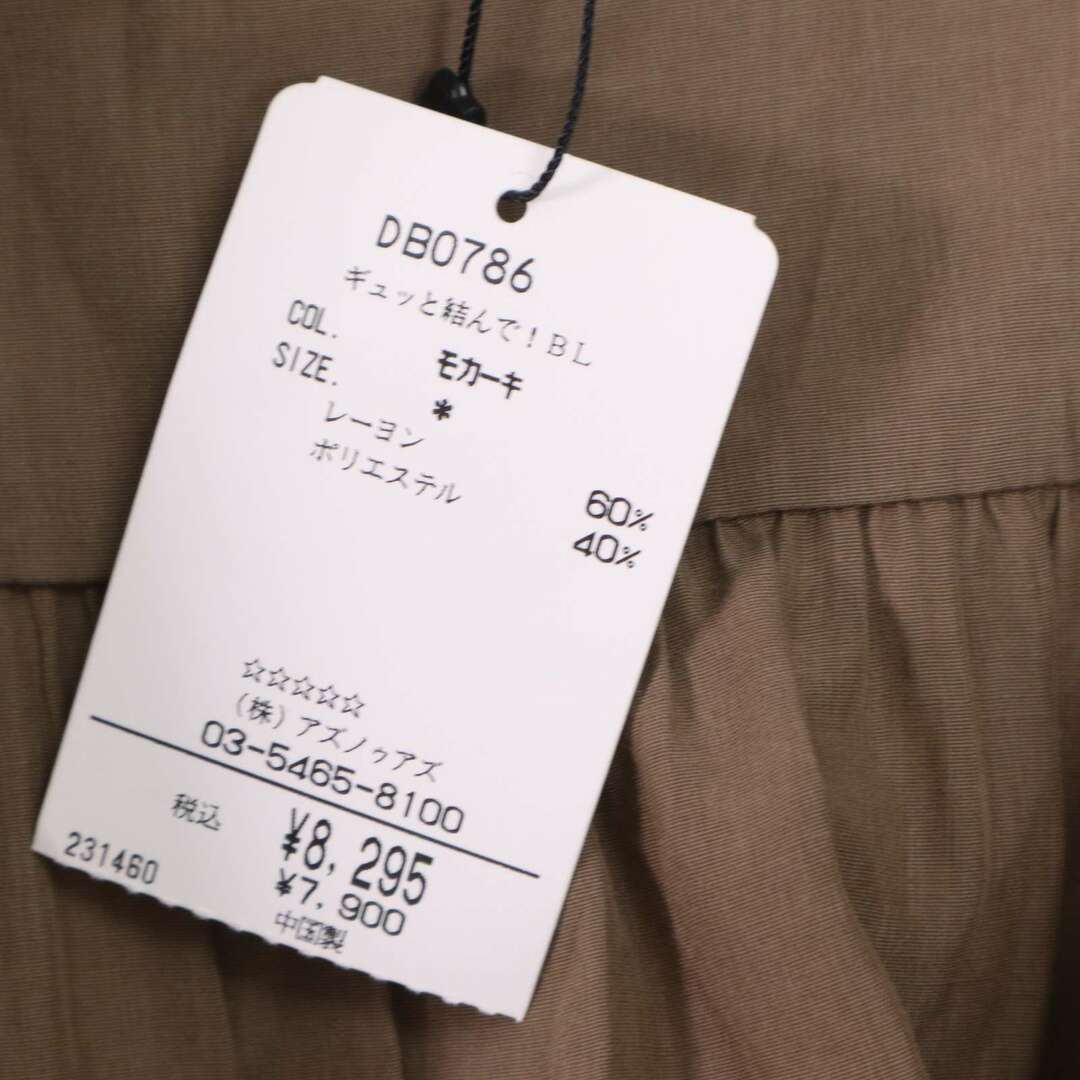 DB0786
ギュッと結んで！BL
COL. モカーキ
SIZE. *
レーヨン 60%
ポリエステル 40%
☆☆☆☆☆
（株）アズノゥアズ
03-5465-8100
税込 ¥8,295
231460 ¥7,900
中国製